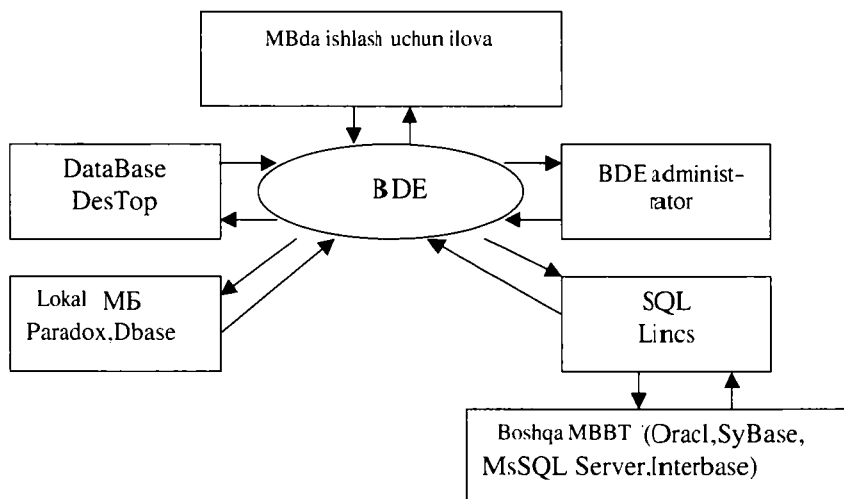 MBda ishlash uchun ilova
DataBase
DesTop
BDE
BDE administ-
rator
Lokal МБ
Paradox,Dbase
SQL
Lincs
Boshqa MBBT (Oracl,SyBase,
MsSQL Server.Interbase)